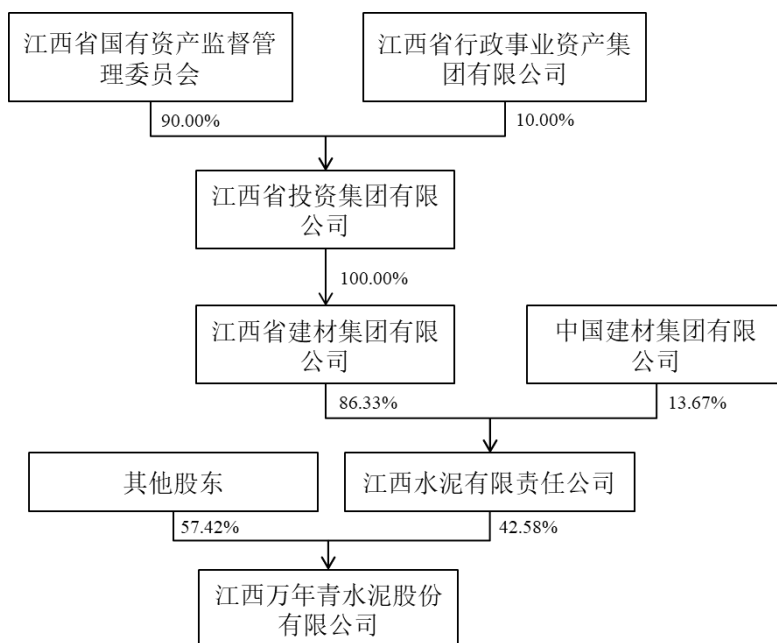 江西省国有资产监督管
理委员会
江西省行政事业资产集
团有限公司
90.00%
10.00%
江西省投资集团有限
公司
100.00%
江西省建材集团有限
公司
中国建材集团有限
公司
86.33%
13.67%
其他股东
江西水泥有限责任公司
57.42%
42.58%
江西万年青水泥股份
有限公司